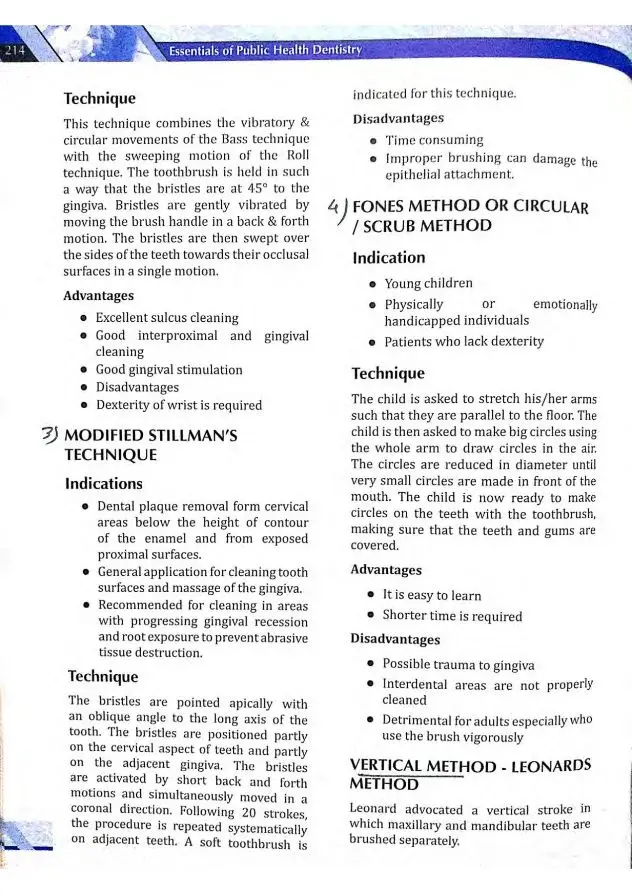 214
Essentials of Public Health Dentistry
Technique
This technique combines the vibratory &
circular movements of the Bass technique
with the sweeping motion of the Roll
technique. The toothbrush is held in such
a way that the bristles are at 45° to the
gingiva. Bristles are gently vibrated by
moving the brush handle in a back & forth
motion. The bristles are then swept over
the sides of the teeth towards their occlusal
surfaces in a single motion.
Advantages
• Excellent sulcus cleaning
• Good interproximal and gingival
cleaning
• Good gingival stimulation
• Disadvantages
• Dexterity of wrist is required
3) MODIFIED STILLMAN'S
TECHNIQUE
Indications
• Dental plaque removal form cervical
areas below the height of contour
of the enamel and from exposed
proximal surfaces.
• General application for cleaning tooth
surfaces and massage of the gingiva.
• Recommended for cleaning in areas
with progressing gingival recession
and root exposure to prevent abrasive
tissue destruction.
Technique
The bristles are pointed apically with
an oblique angle to the long axis of the
tooth. The bristles are positioned partly
on the cervical aspect of teeth and partly
on the adjacent gingiva. The bristles
are activated by short back and forth
motions and simultaneously moved in a
coronal direction. Following 20 strokes,
the procedure is repeated systematically
on adjacent teeth. A soft toothbrush is
indicated for this technique.
Disadvantages
• Time consuming
• Improper brushing can damage the
epithelial attachment.
4) FONES METHOD OR CIRCULAR
/ SCRUB METHOD
Indication
• Young children
• Physically or emotionally
handicapped individuals
• Patients who lack dexterity
Technique
The child is asked to stretch his/her arms
such that they are parallel to the floor. The
child is then asked to make big circles using
the whole arm to draw circles in the air.
The circles are reduced in diameter until
very small circles are made in front of the
mouth. The child is now ready to make
circles on the teeth with the toothbrush,
making sure that the teeth and gums are
covered.
Advantages
• It is easy to learn
• Shorter time is required
Disadvantages
• Possible trauma to gingiva
• Interdental areas are not properly
cleaned
• Detrimental for adults especially who
use the brush vigorously
VERTICAL METHOD - LEONARDS
METHOD
Leonard advocated a vertical stroke in
which maxillary and mandibular teeth are
brushed separately.